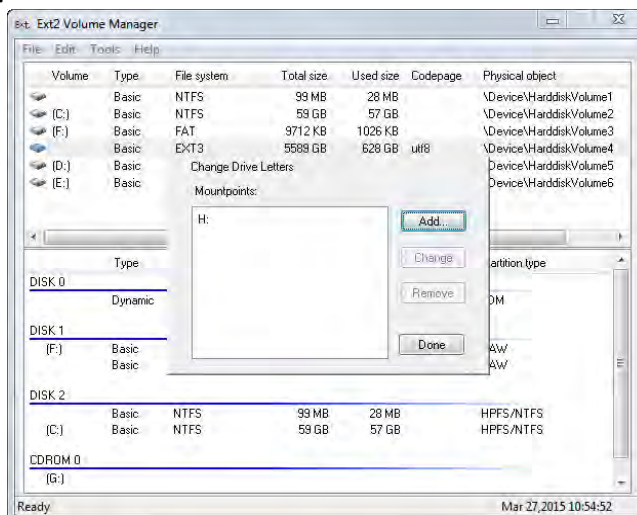 Ext2 Volume Manager
File Edit Tools Help
Volume Type File system Total size Used size Codepage Physical object
Basic NTFS 99 MB 28 MB \Device\HarddiskVolume1
(C:) Basic NTFS 59 GB 57 GB \Device\HarddiskVolume2
(F:) Basic FAT 9712 KB 1026 KB \Device\HarddiskVolume3
Basic EXT3 5589 GB 628 GB utf8 \Device\HarddiskVolume4
(D:) Basic Device\HarddiskVolume5
(E:) Basic Device\HarddiskVolume6
Change Drive Letters
Mountpoints:
H:
Add...
Change
Remove
Done
Type artition type
DISK 0
Dynamic DM
DISK 1
(F:) Basic AW
Basic AW
DISK 2
Basic NTFS 99 MB 28 MB HPFS/NTFS
(C:) Basic NTFS 59 GB 57 GB HPFS/NTFS
CDROM 0
(G:)
Ready Mar 27,2015 10:54:52